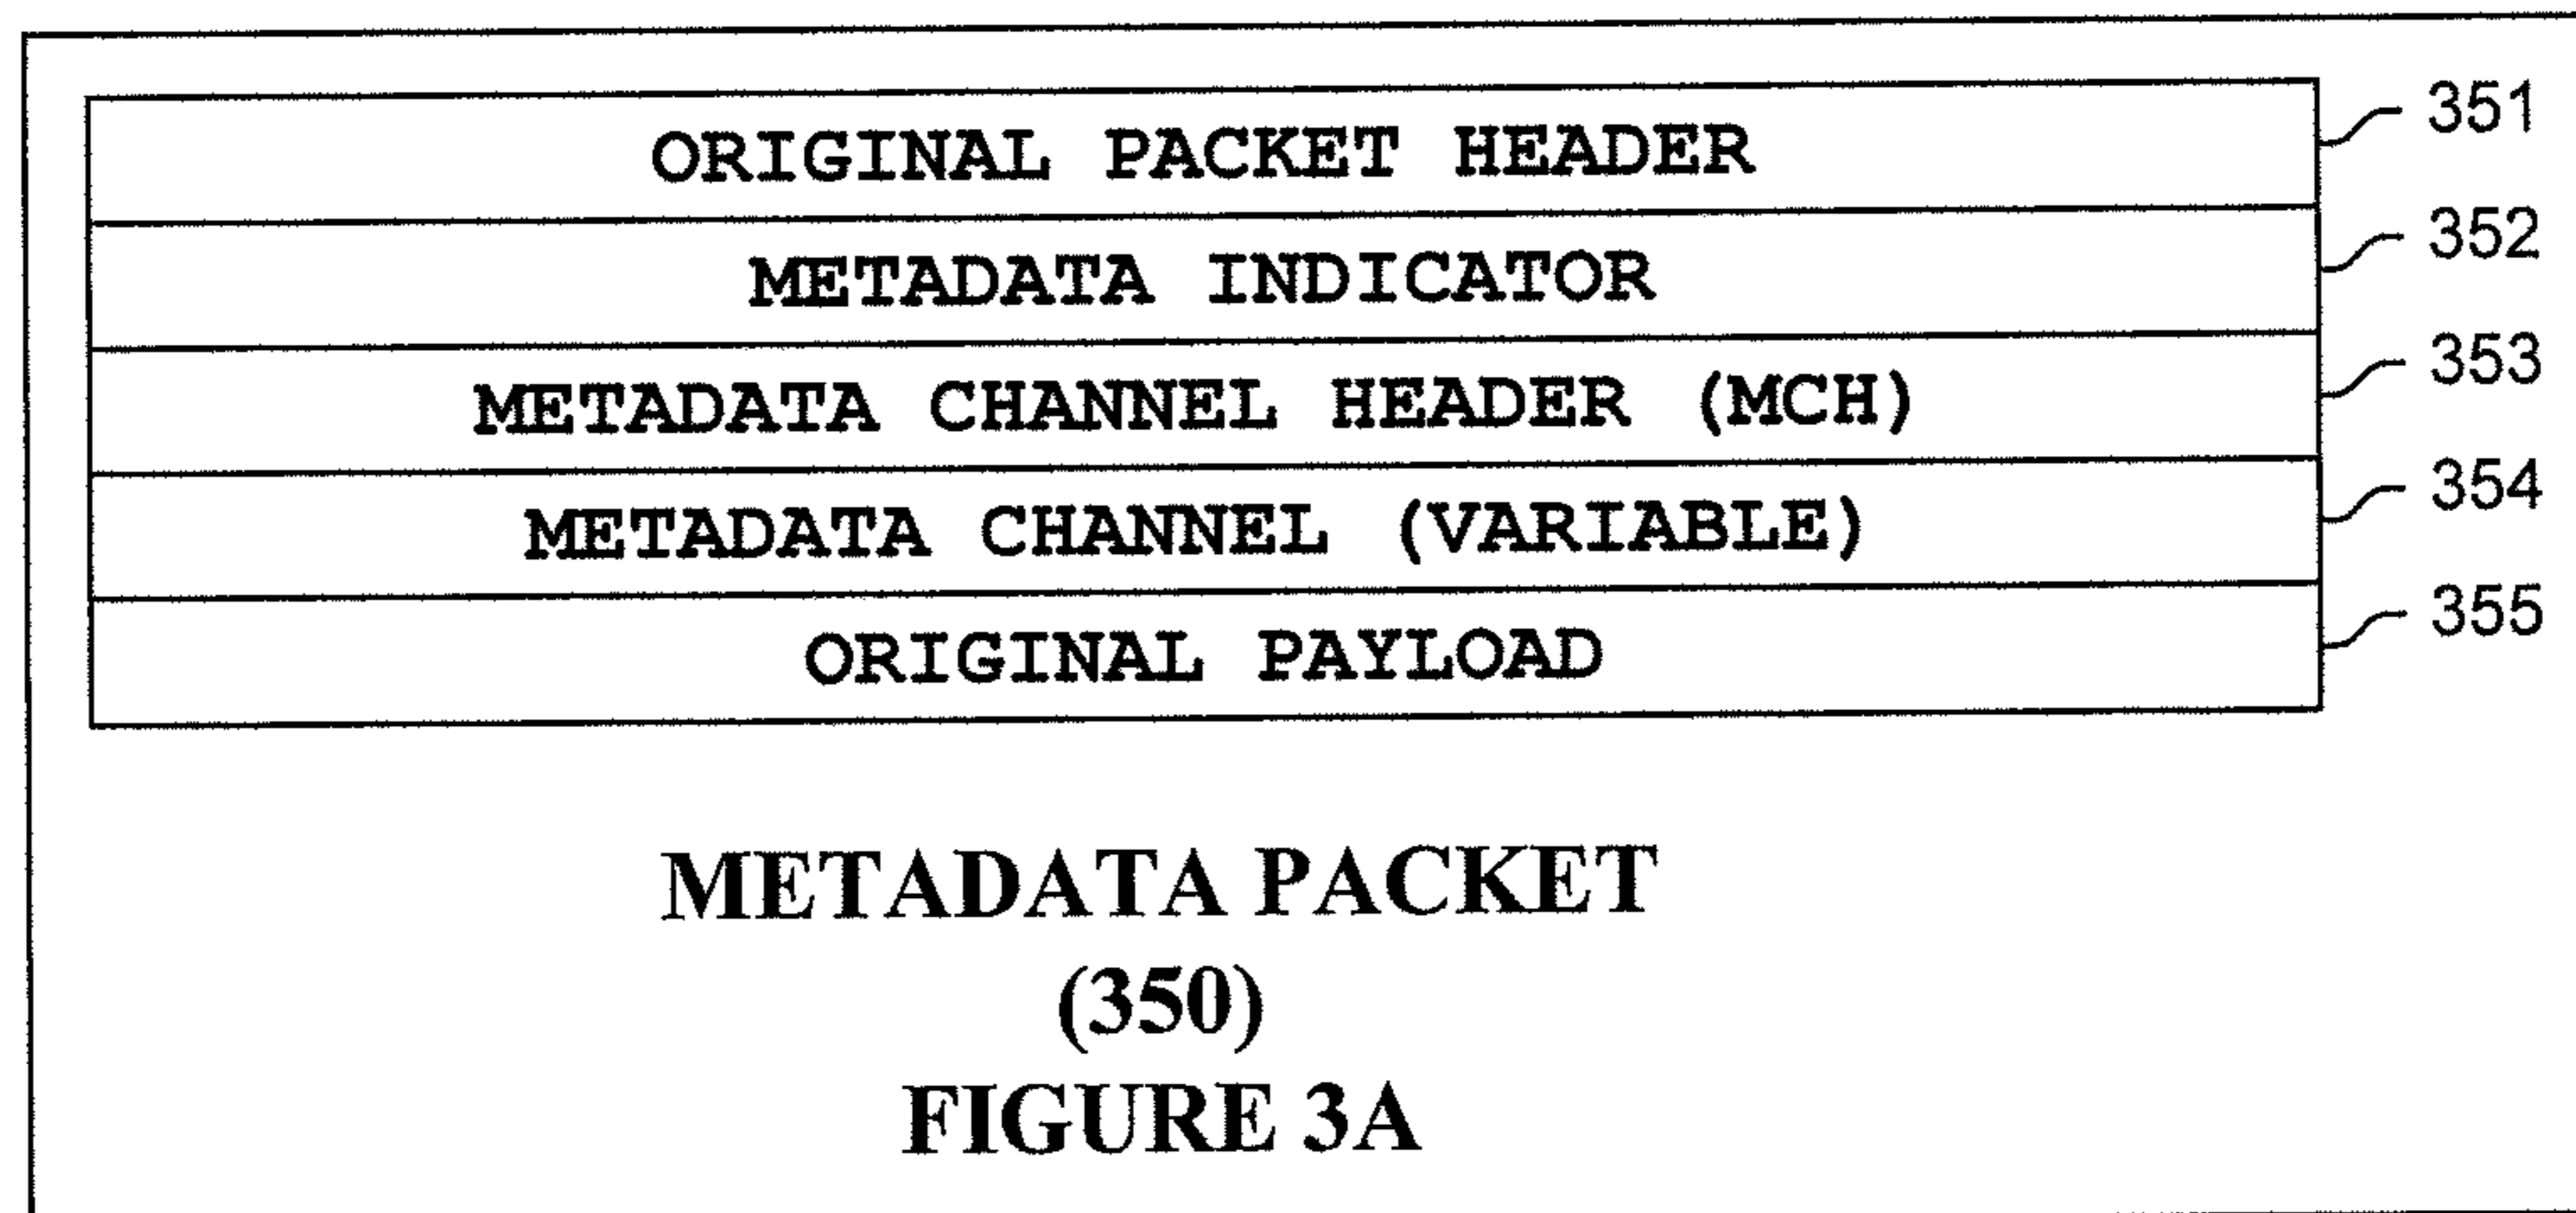 ORIGINAL PACKET HEADER 351
METADATA INDICATOR 352
METADATA CHANNEL HEADER (MCH) 353
METADATA CHANNEL (VARIABLE) 354
ORIGINAL PAYLOAD 355
METADATA PACKET
(350)
FIGURE 3A